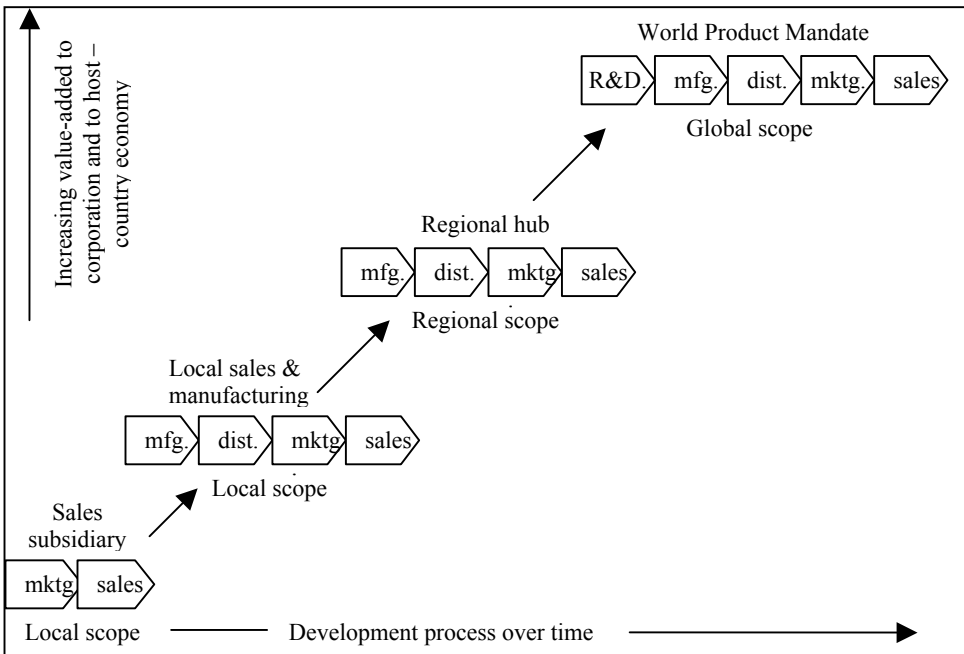 World Product Mandate
R&D. mfg. dist. mktg. sales
Global scope
Increasing value-added to
corporation and to host –
country economy
Regional hub
mfg. dist. mktg sales
Regional scope
Local sales &
manufacturing
mfg. dist. mktg sales
Local scope
Sales
subsidiary
mktg sales
Local scope Development process over time